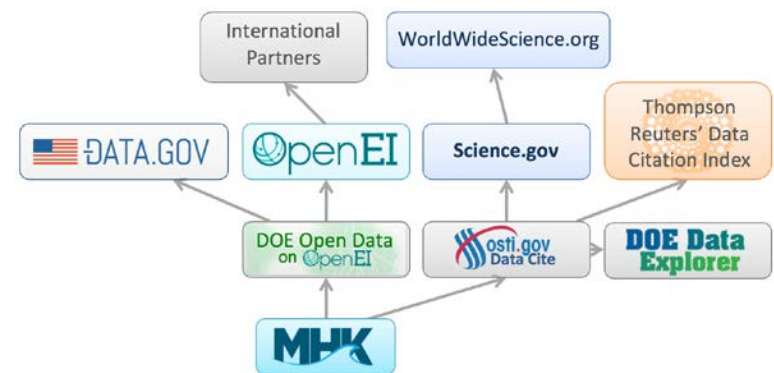 International
Partners
WorldWideScience.org
DATA.GOV
OpenEI
Science.gov
Thompson
Reuters’ Data
Citation Index
DOE Open Data
on OpenEI
osti.gov
Data Cite
DOE Data
Explorer
MHK